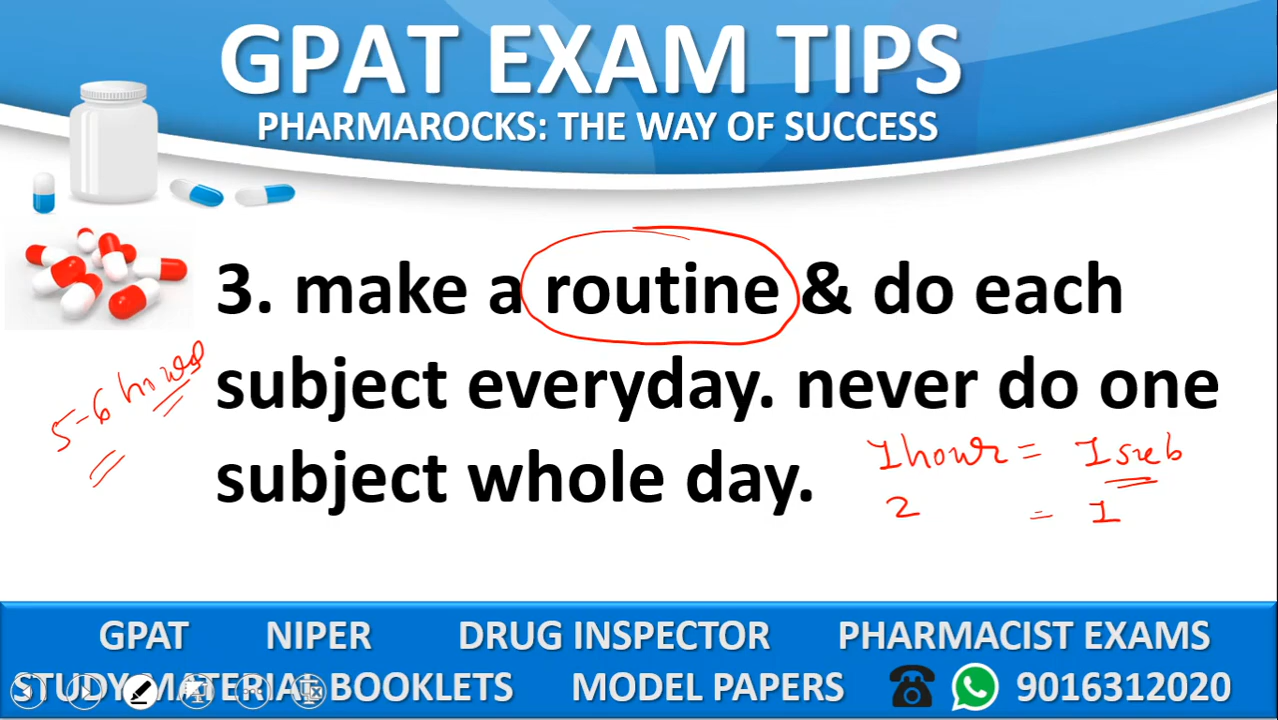 GPAT EXAM TIPS
PHARMAROCKS: THE WAY OF SUCCESS
3. make a routine & do each
subject everyday. never do one
subject whole day.
5-6 hours
1 hour = 1 sub
2 = 1
GPAT NIPER DRUG INSPECTOR PHARMACIST EXAMS
STUDY MATERIAL BOOKLETS MODEL PAPERS 9016312020